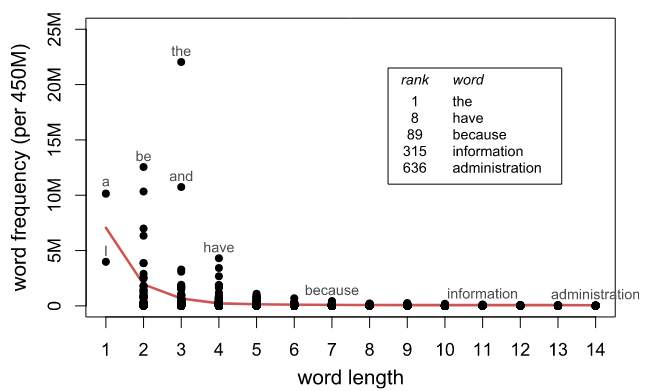 25M
20M
15M
10M
5M
0
word frequency (per 450M)
the
be
and
a
I
have
because
information
administration
rank word
1 the
8 have
89 because
315 information
636 administration
1 2 3 4 5 6 7 8 9 10 11 12 13 14
word length